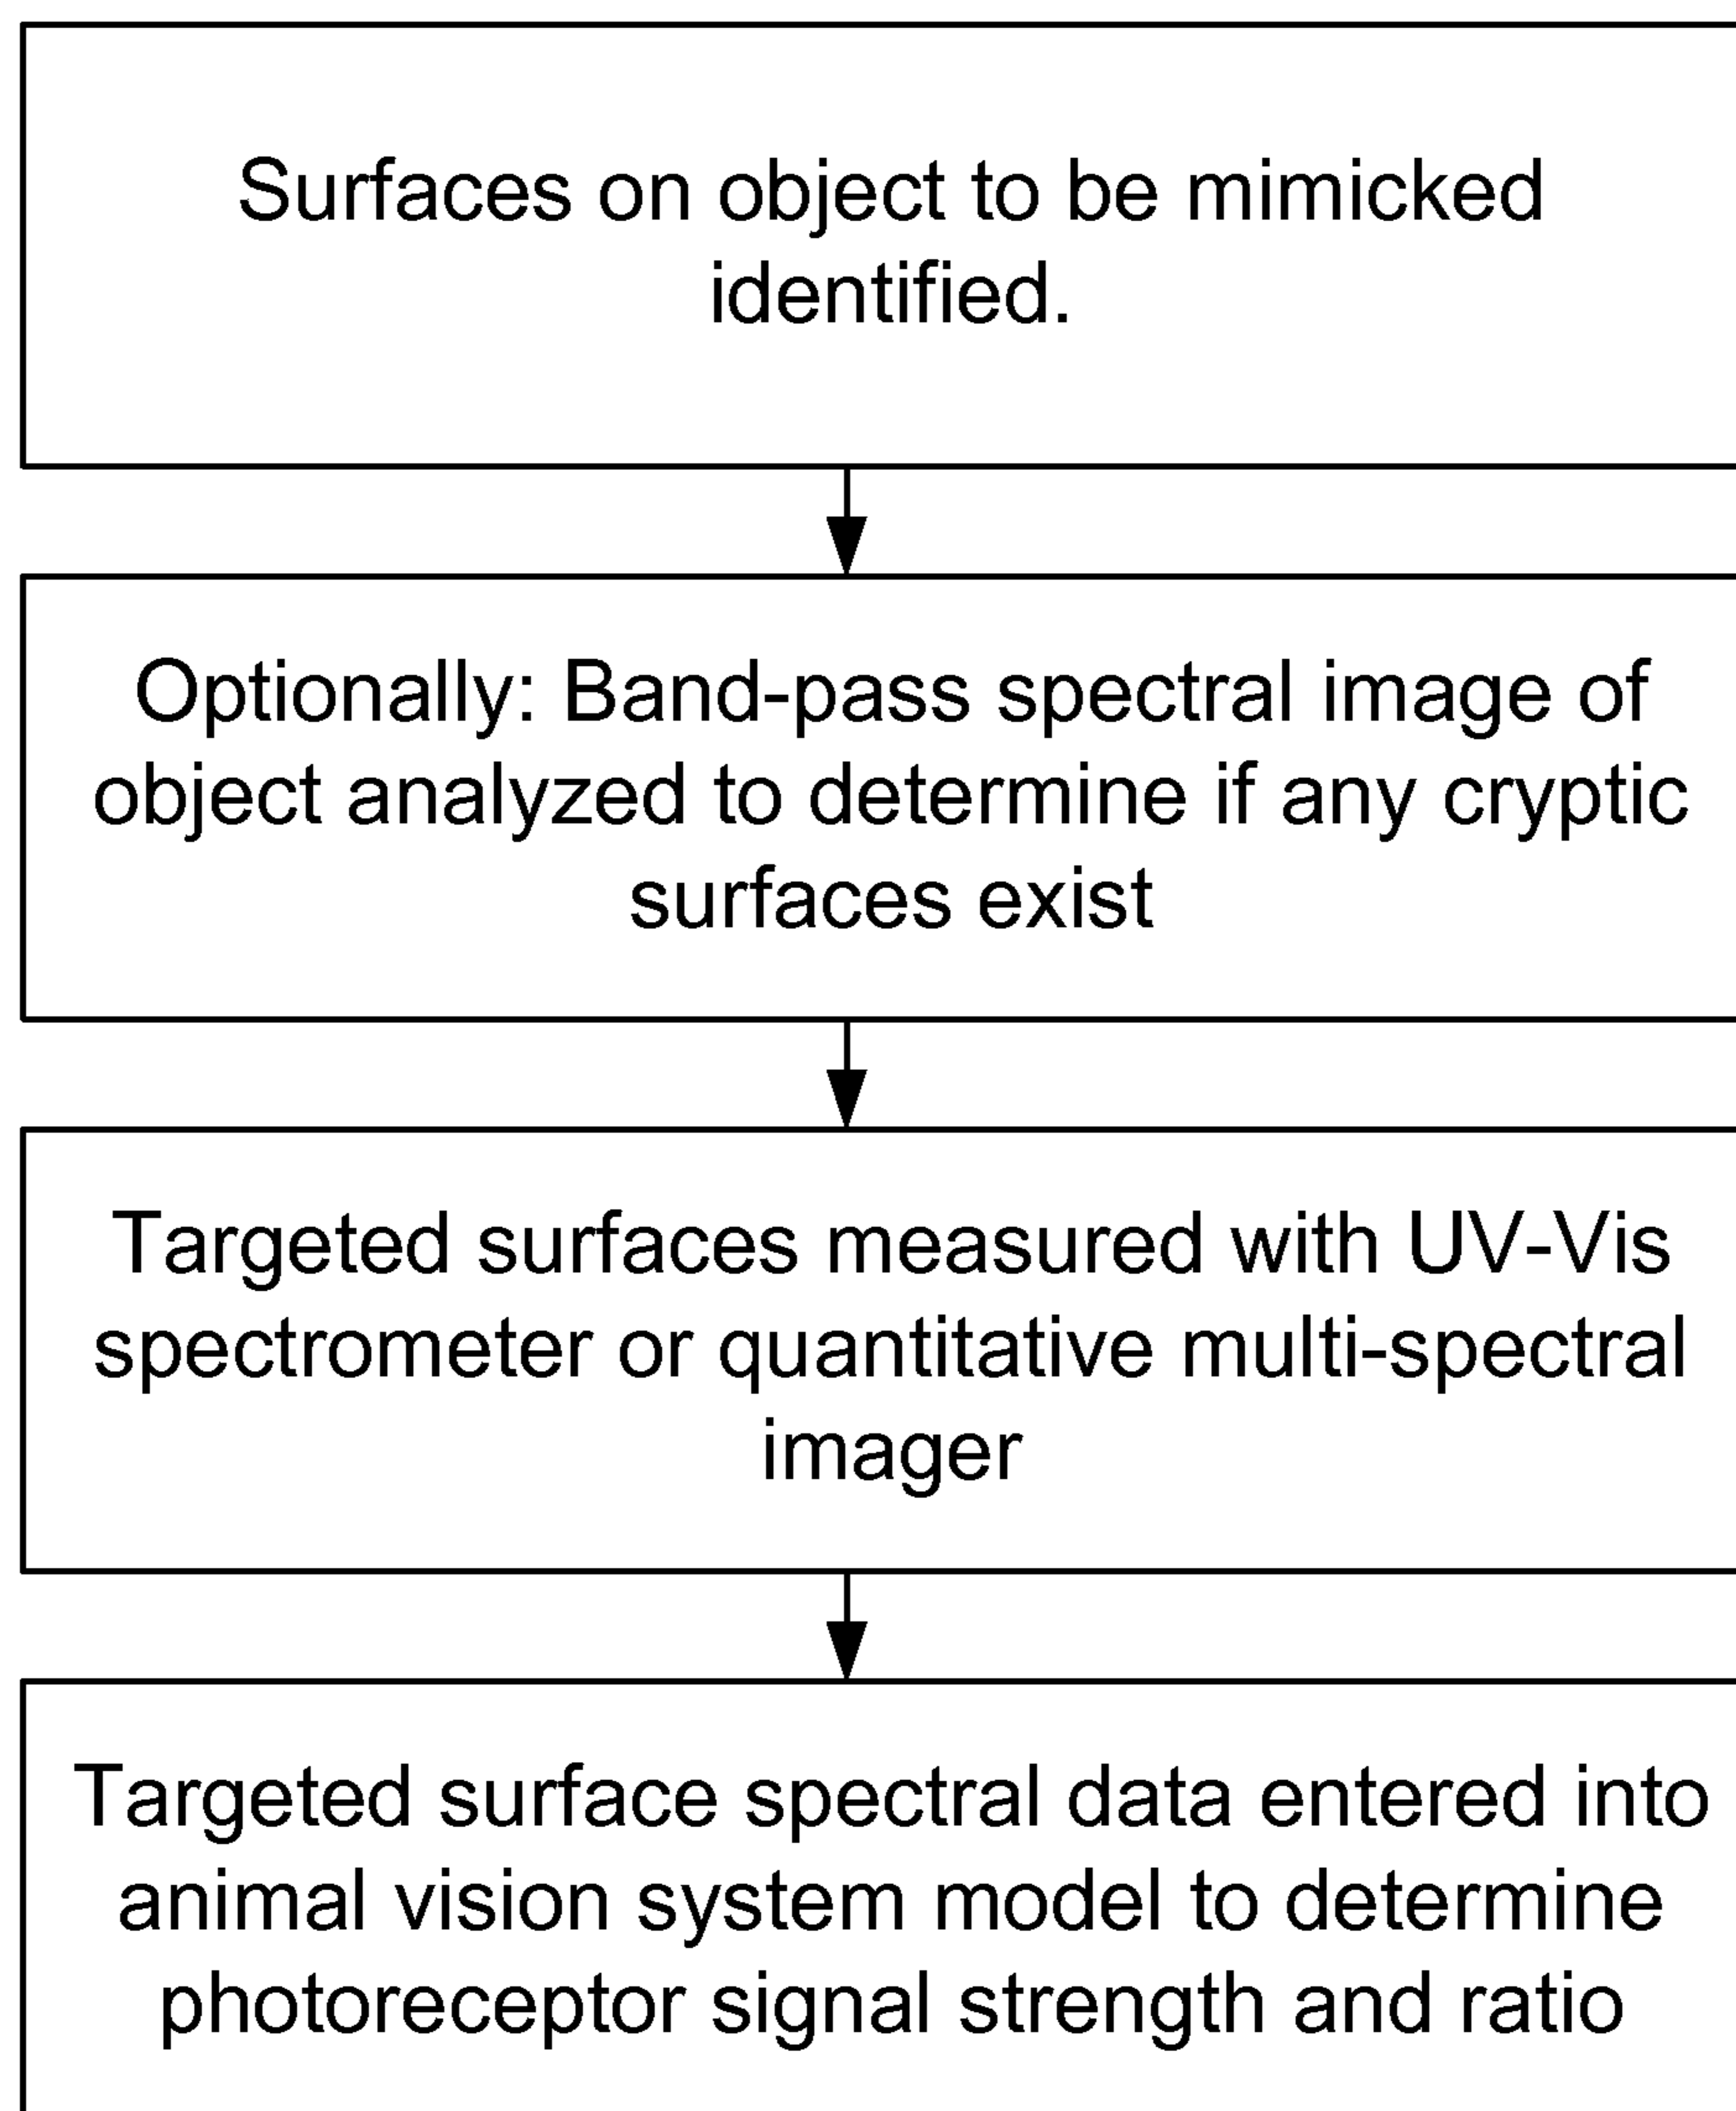 Surfaces on object to be mimicked
identified.
Optionally: Band-pass spectral image of
object analyzed to determine if any cryptic
surfaces exist
Targeted surfaces measured with UV-Vis
spectrometer or quantitative multi-spectral
imager
Targeted surface spectral data entered into
animal vision system model to determine
photoreceptor signal strength and ratio